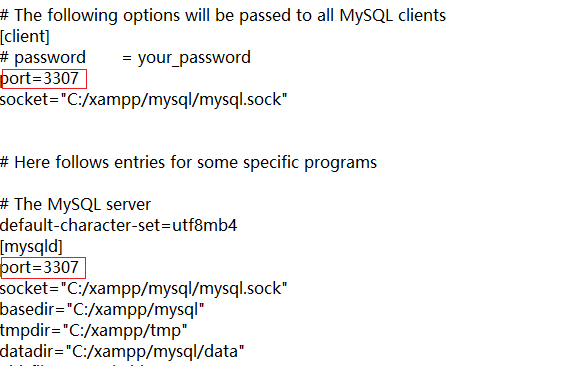 # The following options will be passed to all MySQL clients
[client]
# password = your_password
port=3307
socket="C:/xampp/mysql/mysql.sock"
# Here follows entries for some specific programs
# The MySQL server
default-character-set=utf8mb4
[mysqld]
port=3307
socket="C:/xampp/mysql/mysql.sock"
basedir="C:/xampp/mysql"
tmpdir="C:/xampp/tmp"
datadir="C:/xampp/mysql/data"